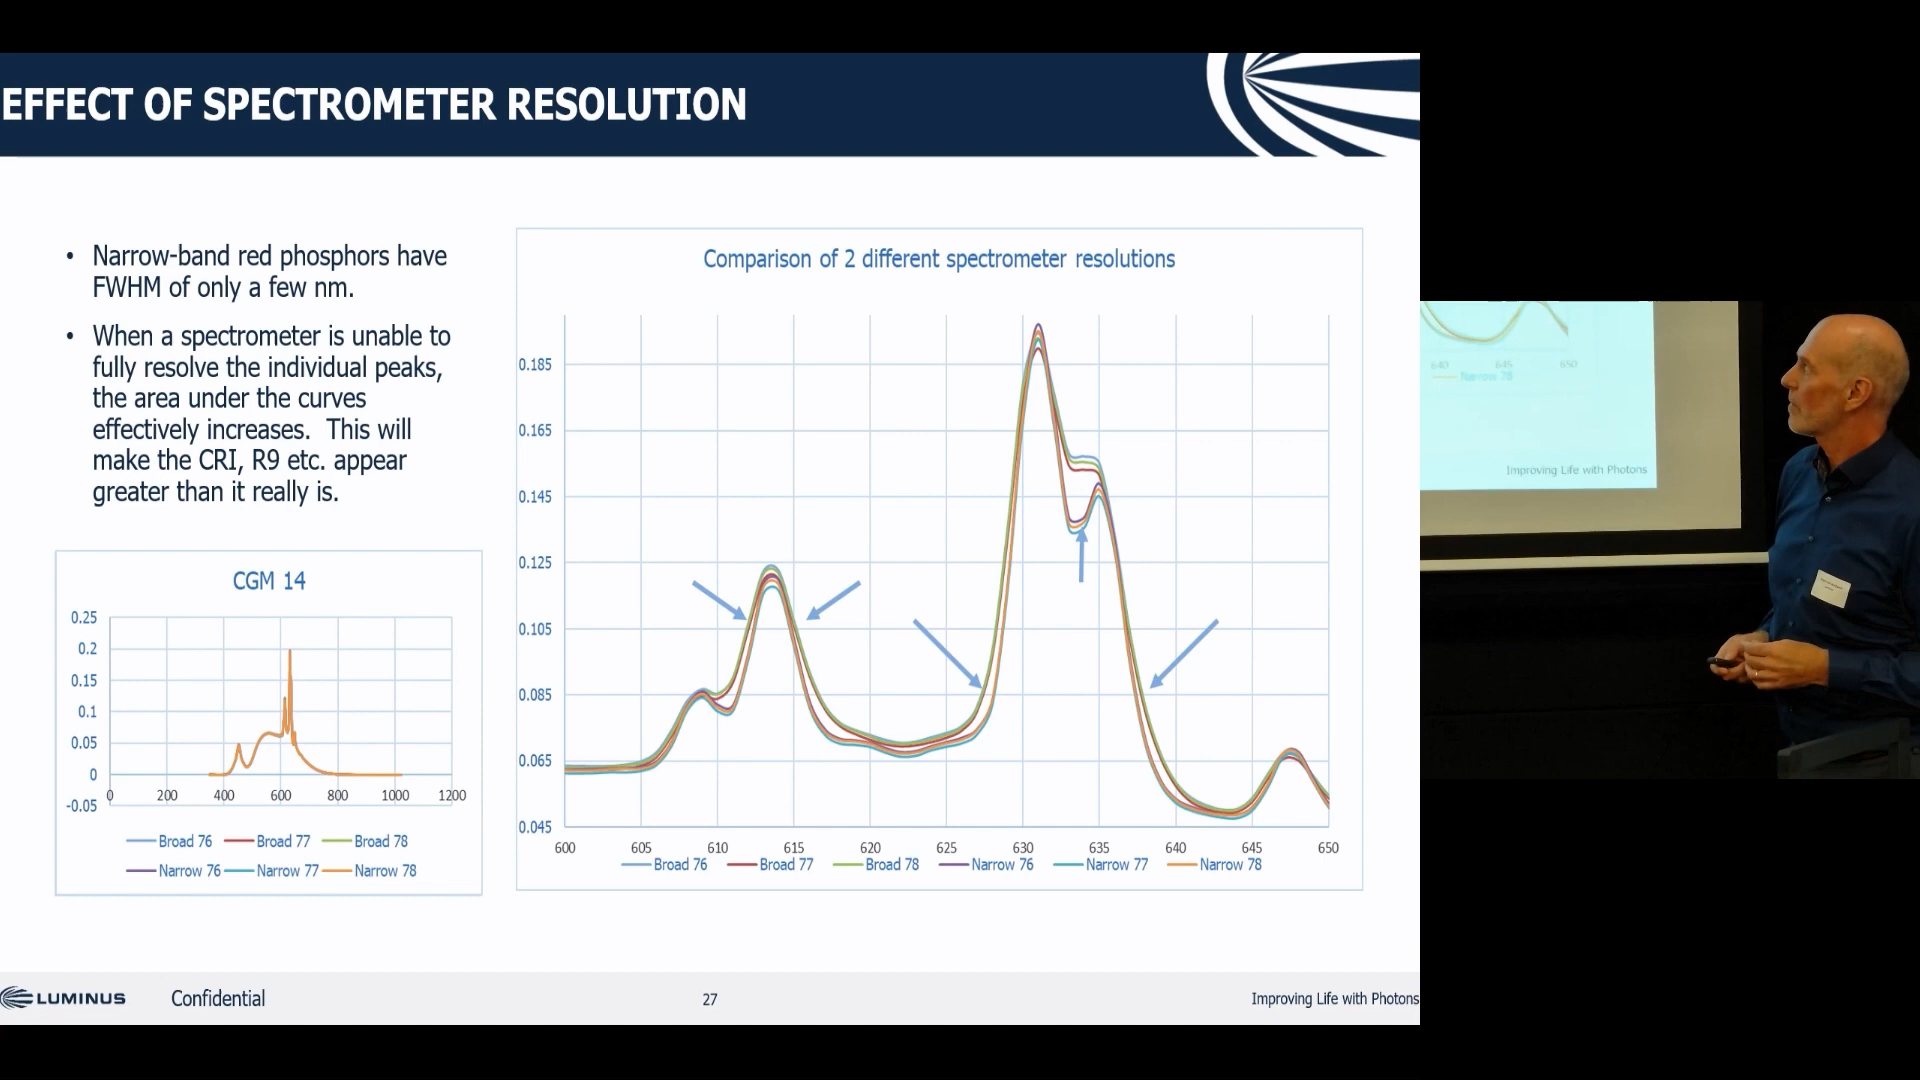 EFFECT OF SPECTROMETER RESOLUTION
• Narrow-band red phosphors have
FWHM of only a few nm.
• When a spectrometer is unable to
fully resolve the individual peaks,
the area under the curves
effectively increases.  This will
make the CRI, R9 etc. appear
greater than it really is.
CGM 14
0.25
0.2
0.15
0.1
0.05
0
-0.05
0 200 400 600 800 1000 1200
Broad 76 Broad 77 Broad 78
Narrow 76 Narrow 77 Narrow 78
Comparison of 2 different spectrometer resolutions
0.185
0.165
0.145
0.125
0.105
0.085
0.065
0.045
600 605 610 615 620 625 630 635 640 645 650
Broad 76 Broad 77 Broad 78 Narrow 76 Narrow 77 Narrow 78
640 645 650
Narrow 78
Improving Life with Photons
LUMINUS Confidential 27 Improving Life with Photons